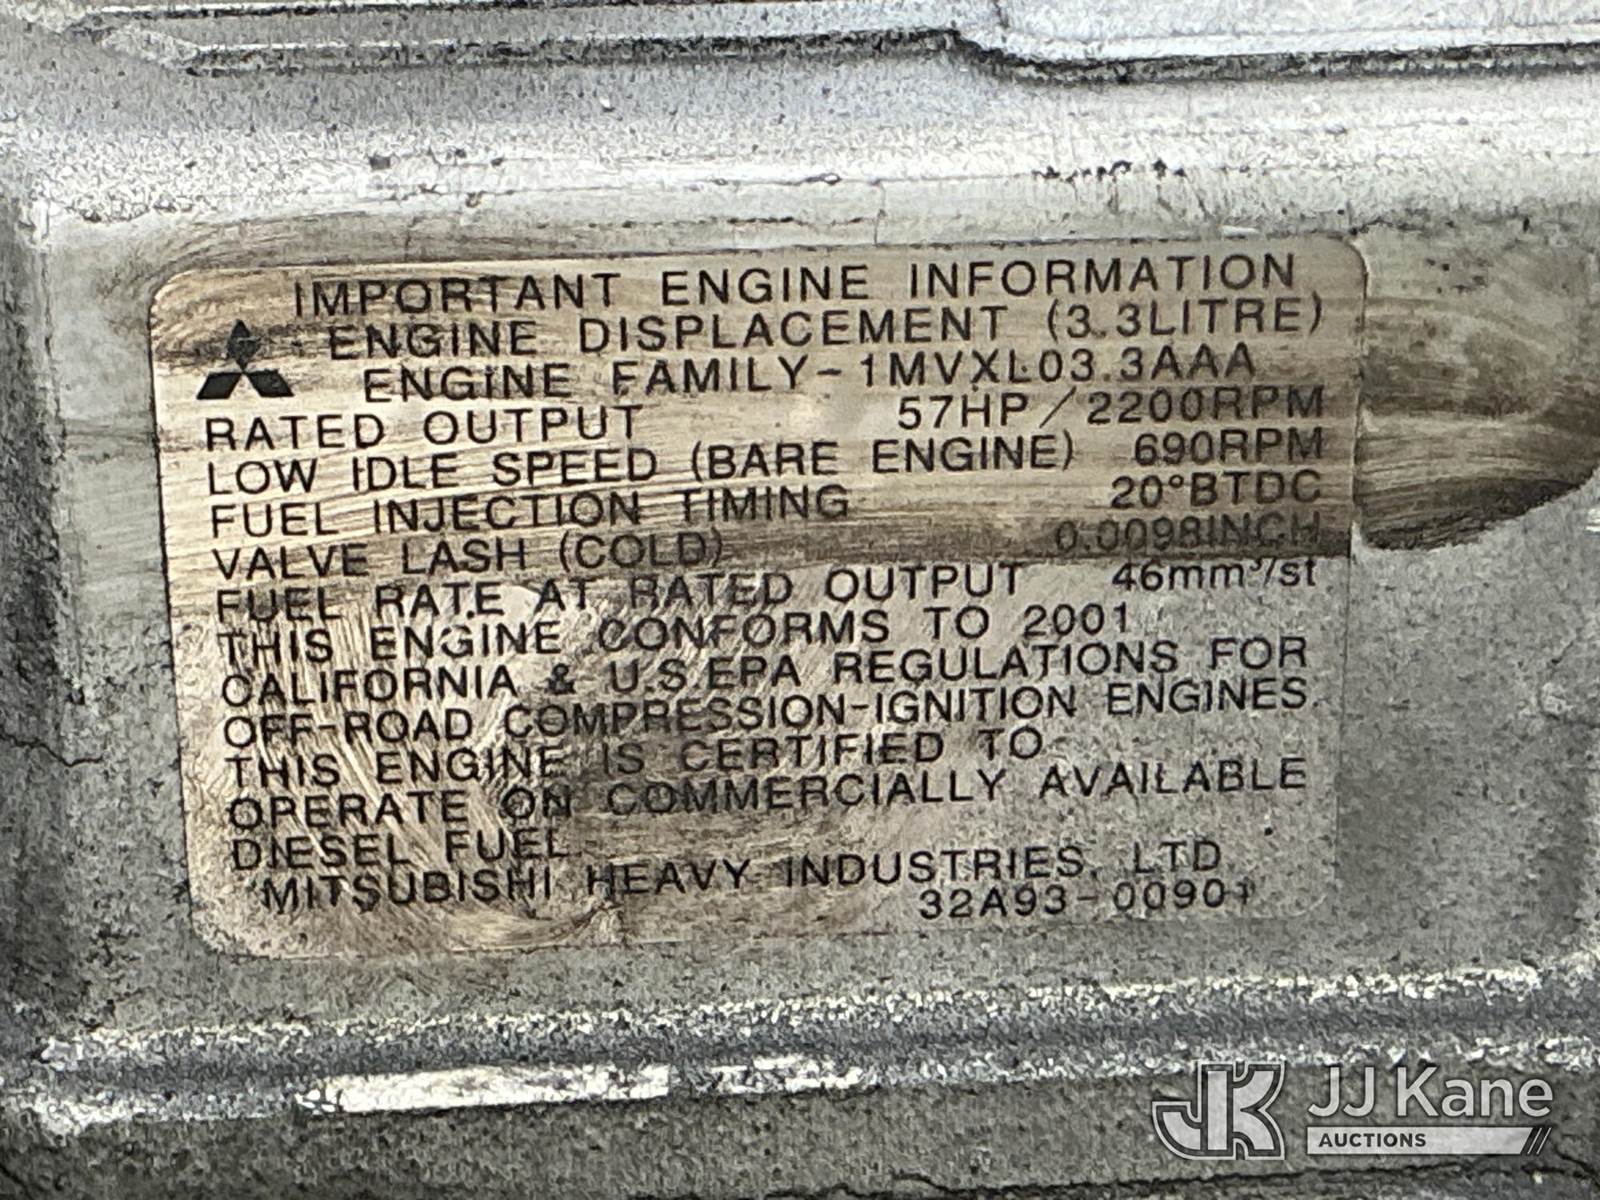 IMPORTANT ENGINE INFORMATION
ENGINE DISPLACEMENT (3.3LITRE)
ENGINE FAMILY-1MVXL03.3AAA
RATED OUTPUT 57HP/2200RPM
LOW IDLE SPEED (BARE ENGINE) 690RPM
FUEL INJECTION TIMING 20°BTDC
VALVE LASH (COLD) 0.0098INCH
FUEL RATE AT RATED OUTPUT 46mm³/st
THIS ENGINE CONFORMS TO 2001
CALIFORNIA & U.S.EPA REGULATIONS FOR
OFF-ROAD COMPRESSION-IGNITION ENGINES.
THIS ENGINE IS CERTIFIED TO
OPERATE ON COMMERCIALLY AVAILABLE
DIESEL FUEL.
MITSUBISHI HEAVY INDUSTRIES, LTD.
32A93-00901
JK JJ Kane
AUCTIONS